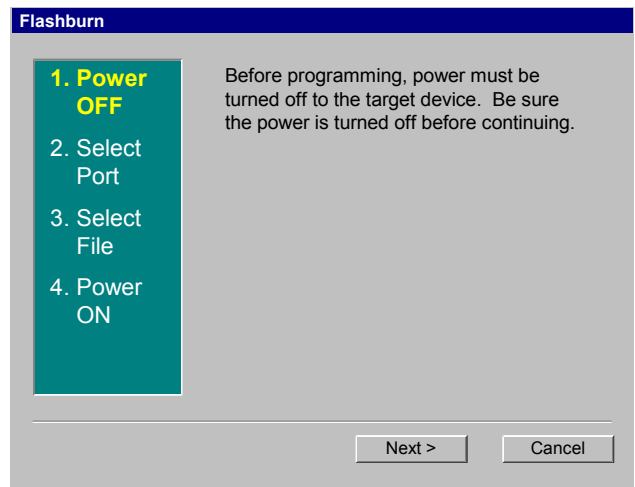 Flashburn
1. Power
OFF
2. Select
Port
3. Select
File
4. Power
ON
Before programming, power must be
turned off to the target device.  Be sure
the power is turned off before continuing.
Next >
Cancel